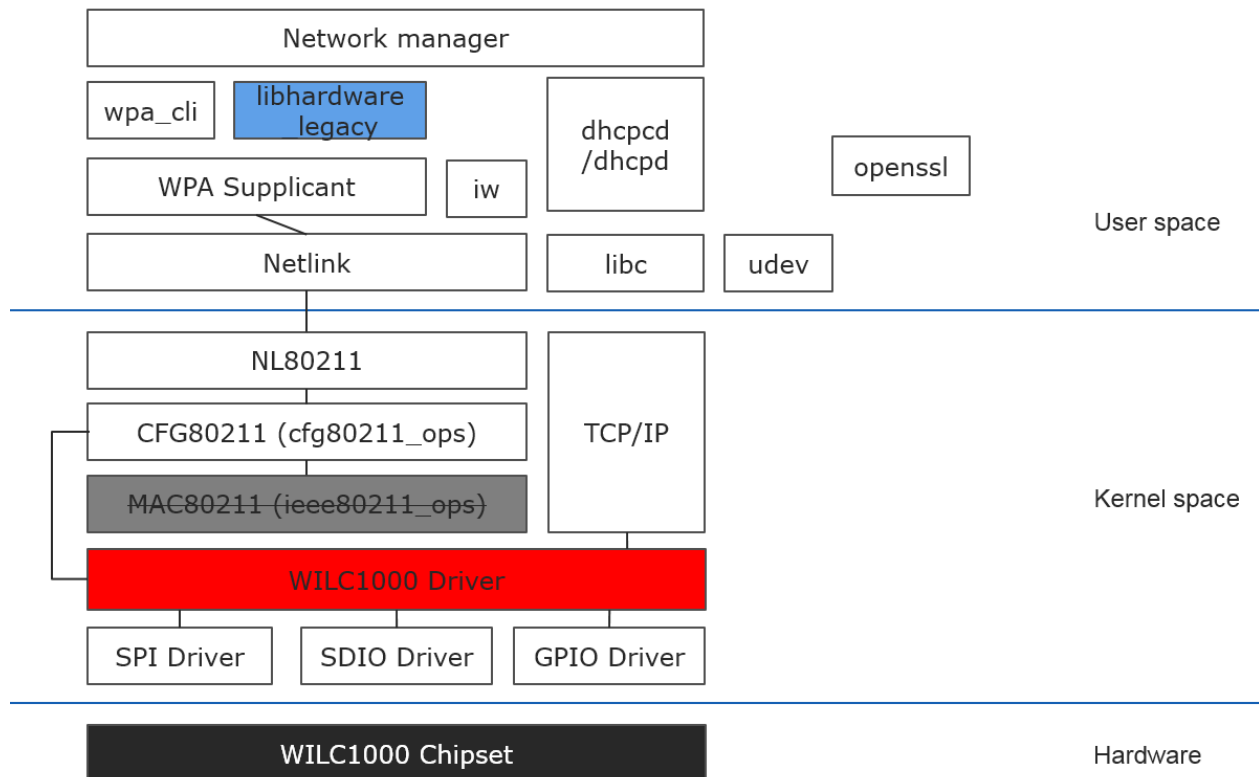 Network manager
wpa_cli
libhardware
_legacy
dhcpcd
/dhcpd
openssl
WPA Supplicant
iw
User space
Netlink
libc
udev
NL80211
CFG80211 (cfg80211_ops)
TCP/IP
MAC80211 (ieee80211_ops)
Kernel space
WILC1000 Driver
SPI Driver
SDIO Driver
GPIO Driver
WILC1000 Chipset
Hardware